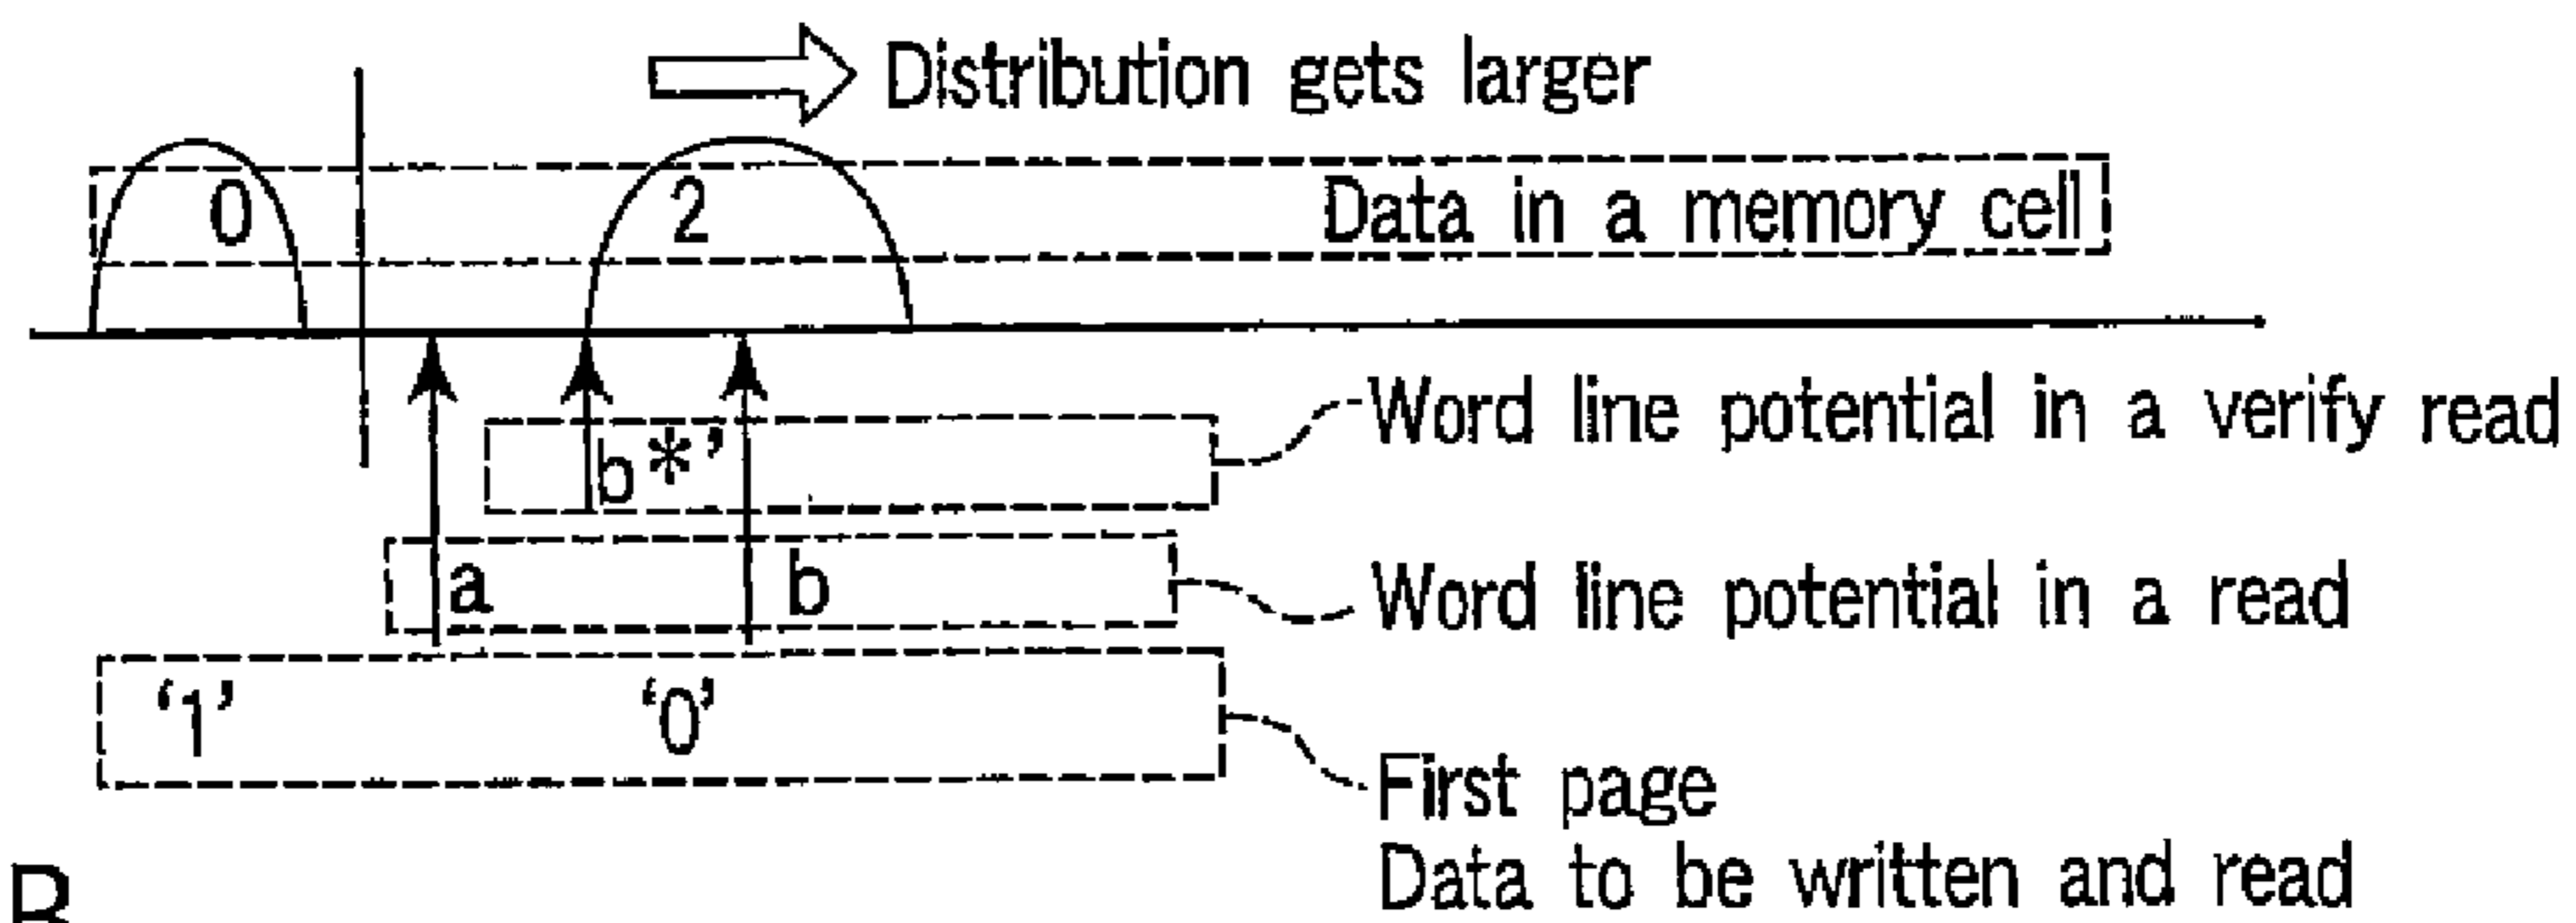 Distribution gets larger
0 2 Data in a memory cell
Word line potential in a verify read
b*’
a b
Word line potential in a read
‘1’ ‘0’
First page
Data to be written and read